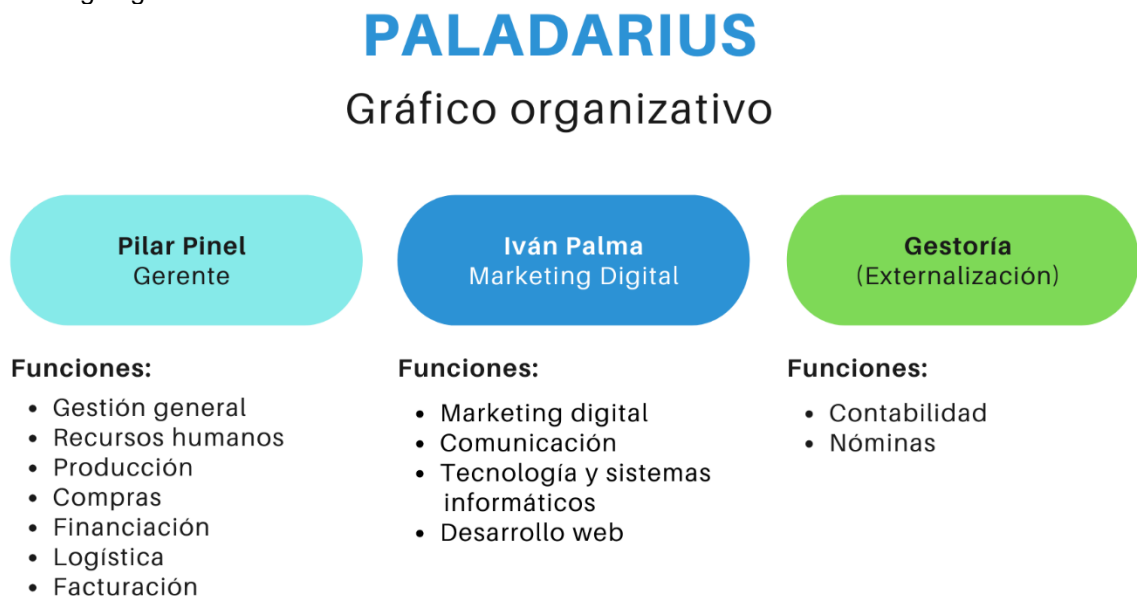 PALADARIUS
Gráfico organizativo
Pilar Pinel
Gerente
Iván Palma
Marketing Digital
Gestoría
(Externalización)
Funciones:
• Gestión general
• Recursos humanos
• Producción
• Compras
• Financiación
• Logística
• Facturación
Funciones:
• Marketing digital
• Comunicación
• Tecnología y sistemas
informáticos
• Desarrollo web
Funciones:
• Contabilidad
• Nóminas